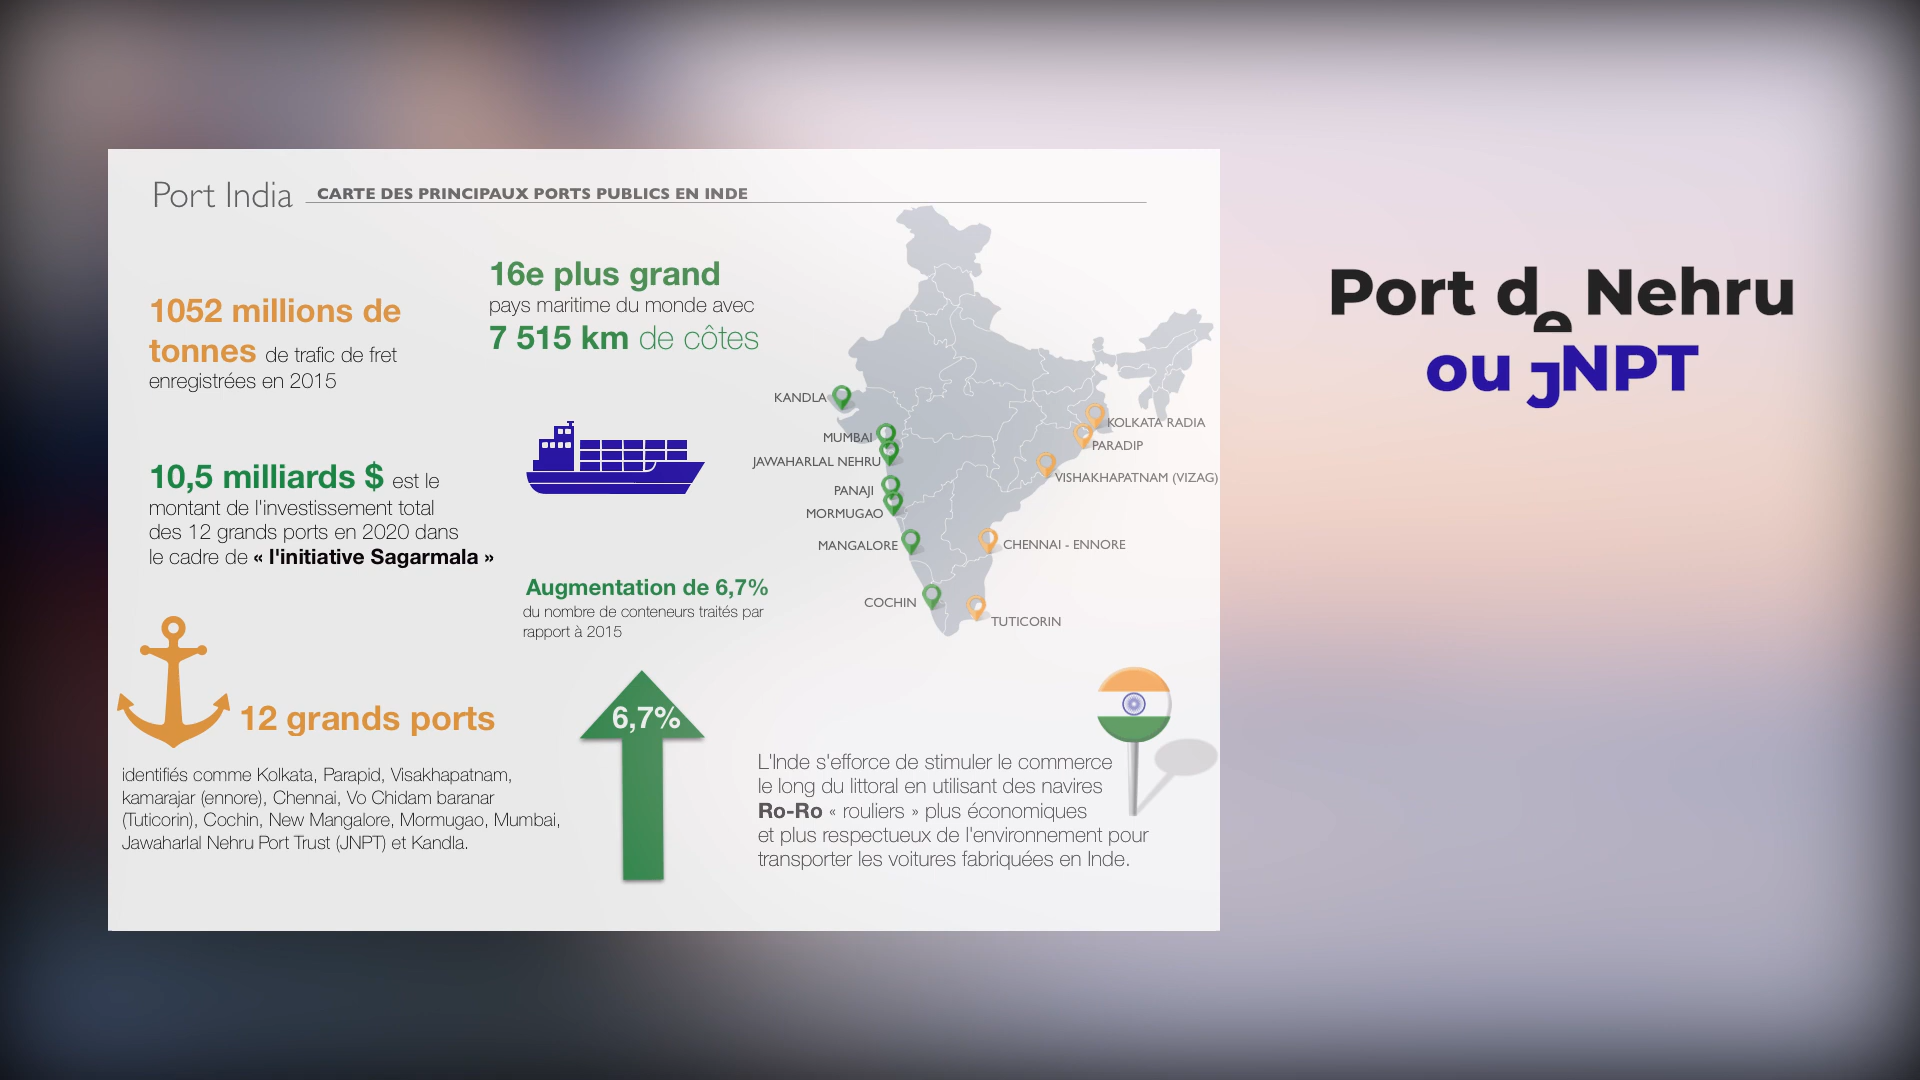 Port India
CARTE DES PRINCIPAUX PORTS PUBLICS EN INDE
1052 millions de
tonnes de trafic de fret
enregistrées en 2015
16e plus grand
pays maritime du monde avec
7 515 km de côtes
10,5 milliards $ est le
montant de l'investissement total
des 12 grands ports en 2020 dans
le cadre de « l'initiative Sagarmala »
Augmentation de 6,7%
du nombre de conteneurs traités par
rapport à 2015
6,7%
12 grands ports
identifiés comme Kolkata, Parapid, Visakhapatnam,
kamarajar (ennore), Chennai, Vo Chidam baranar
(Tuticorin), Cochin, New Mangalore, Mormugao, Mumbai,
Jawaharlal Nehru Port Trust (JNPT) et Kandla.
KANDLA
MUMBAI
JAWAHARLAL NEHRU
PANAJI
MORMUGAO
MANGALORE
COCHIN
KOLKATA RADIA
PARADIP
VISHAKHAPATNAM (VIZAG)
CHENNAI - ENNORE
TUTICORIN
L'Inde s'efforce de stimuler le commerce
le long du littoral en utilisant des navires
Ro-Ro « rouliers » plus économiques
et plus respectueux de l'environnement pour
transporter les voitures fabriquées en Inde.
Port de Nehru
ou JNPT